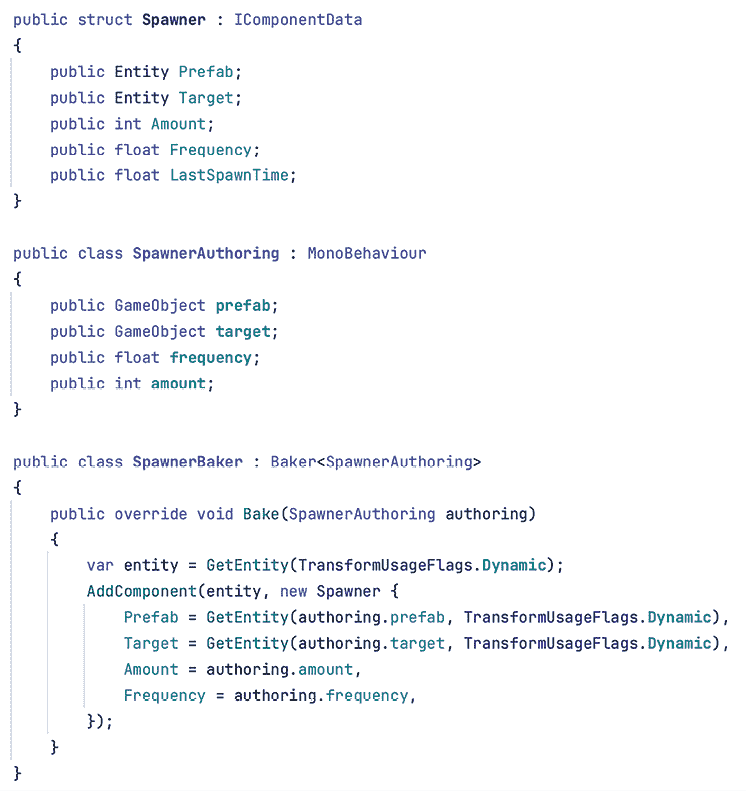 public struct Spawner : IComponentData
{
    public Entity Prefab;
    public Entity Target;
    public int Amount;
    public float Frequency;
    public float LastSpawnTime;
}

public class SpawnerAuthoring : MonoBehaviour
{
    public GameObject prefab;
    public GameObject target;
    public float frequency;
    public int amount;
}

public class SpawnerBaker : Baker<SpawnerAuthoring>
{
    public override void Bake(SpawnerAuthoring authoring)
    {
        var entity = GetEntity(TransformUsageFlags.Dynamic);
        AddComponent(entity, new Spawner {
            Prefab = GetEntity(authoring.prefab, TransformUsageFlags.Dynamic),
            Target = GetEntity(authoring.target, TransformUsageFlags.Dynamic),
            Amount = authoring.amount,
            Frequency = authoring.frequency,
        });
    }
}